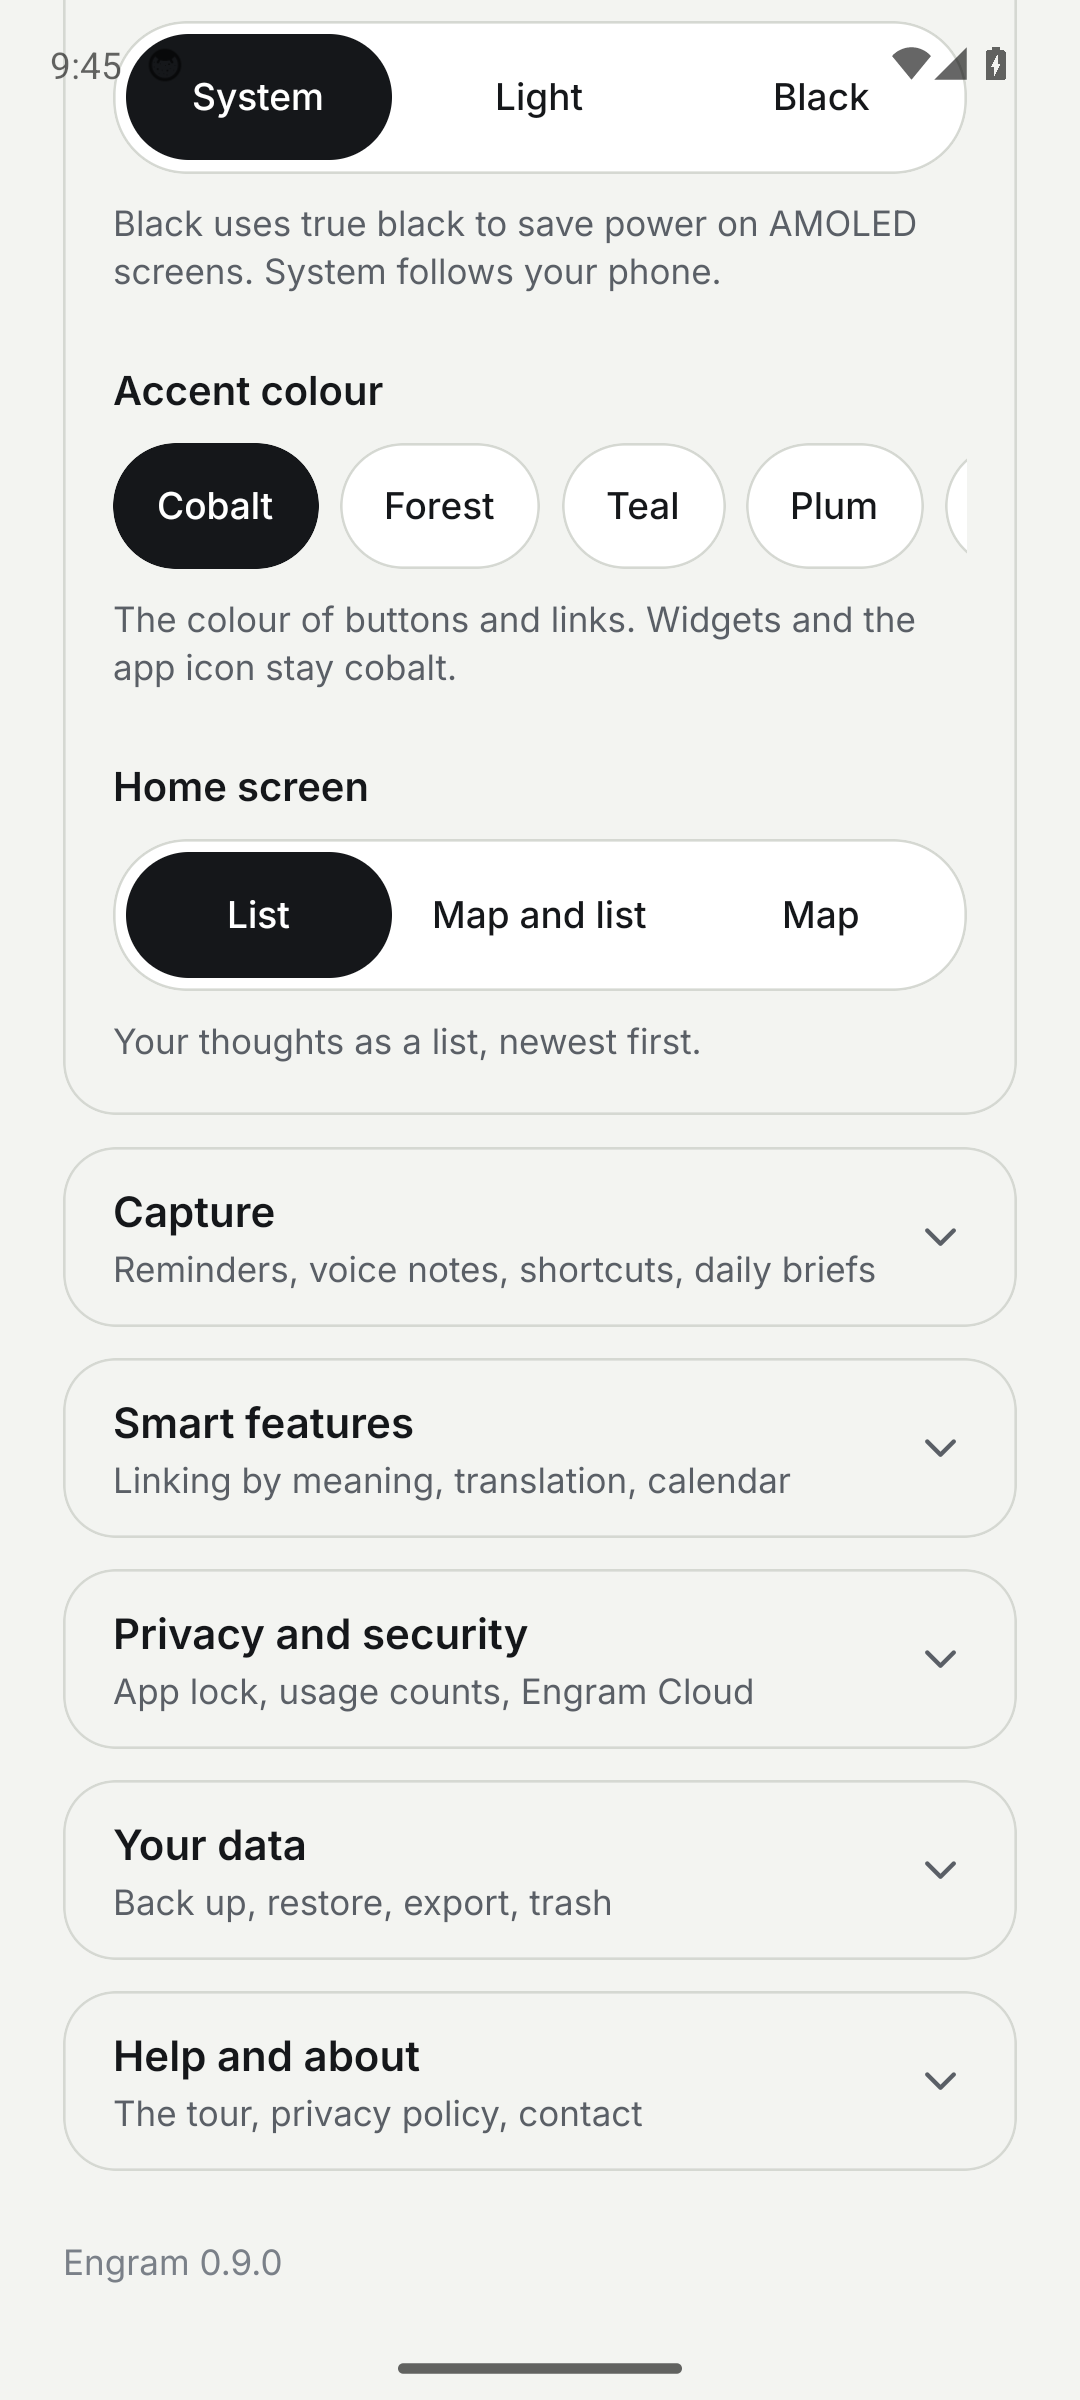 9:45
System Light Black
Black uses true black to save power on AMOLED
screens. System follows your phone.
Accent colour
Cobalt Forest Teal Plum
The colour of buttons and links. Widgets and the
app icon stay cobalt.
Home screen
List Map and list Map
Your thoughts as a list, newest first.
Capture
Reminders, voice notes, shortcuts, daily briefs
Smart features
Linking by meaning, translation, calendar
Privacy and security
App lock, usage counts, Engram Cloud
Your data
Back up, restore, export, trash
Help and about
The tour, privacy policy, contact
Engram 0.9.0